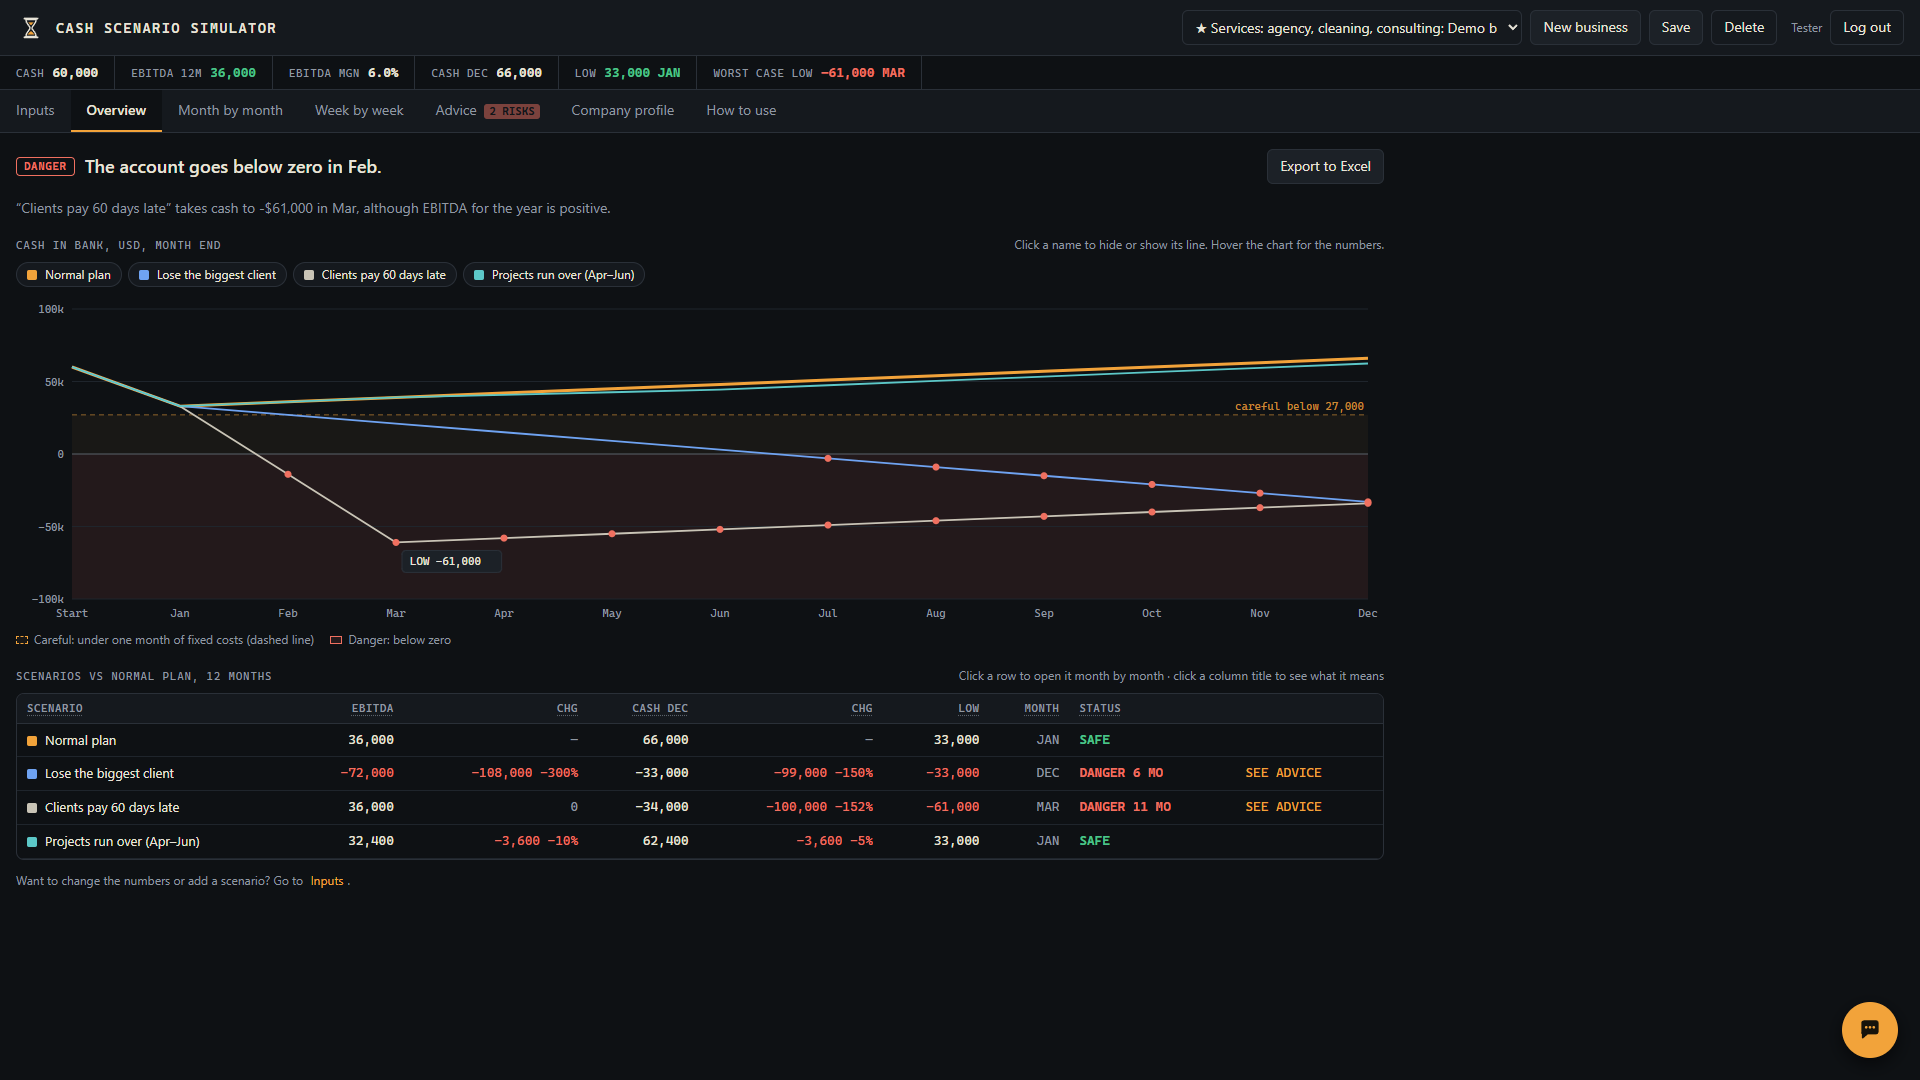 CASH SCENARIO SIMULATOR
★ Services: agency, cleaning, consulting: Demo b
New business
Save
Delete
Tester
Log out
CASH 60,000
EBITDA 12M 36,000
EBITDA MGN 6.0%
CASH DEC 66,000
LOW 33,000 JAN
WORST CASE LOW −61,000 MAR
Inputs
Overview
Month by month
Week by week
Advice 2 RISKS
Company profile
How to use
DANGER The account goes below zero in Feb.
Export to Excel
“Clients pay 60 days late” takes cash to -$61,000 in Mar, although EBITDA for the year is positive.
CASH IN BANK, USD, MONTH END
Click a name to hide or show its line. Hover the chart for the numbers.
Normal plan
Lose the biggest client
Clients pay 60 days late
Projects run over (Apr–Jun)
100k
50k
careful below 27,000
0
−50k
LOW −61,000
−100k
Start Jan Feb Mar Apr May Jun Jul Aug Sep Oct Nov Dec
Careful: under one month of fixed costs (dashed line)
Danger: below zero
SCENARIOS VS NORMAL PLAN, 12 MONTHS
Click a row to open it month by month · click a column title to see what it means
SCENARIO EBITDA CHG CASH DEC CHG LOW MONTH STATUS
Normal plan 36,000 — 66,000 — 33,000 JAN SAFE
Lose the biggest client −72,000 −108,000 −300% −33,000 −99,000 −150% −33,000 DEC DANGER 6 MO SEE ADVICE
Clients pay 60 days late 36,000 0 −34,000 −100,000 −152% −61,000 MAR DANGER 11 MO SEE ADVICE
Projects run over (Apr–Jun) 32,400 −3,600 −10% 62,400 −3,600 −5% 33,000 JAN SAFE
Want to change the numbers or add a scenario? Go to Inputs .